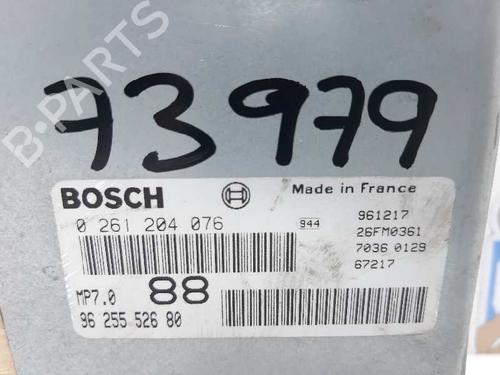 B-PARTS
73979
BOSCH
Made in France
0 261 204 076
944
961217
26FM0361
7036 0129
67217
MP7.0
88
96 255 526 80